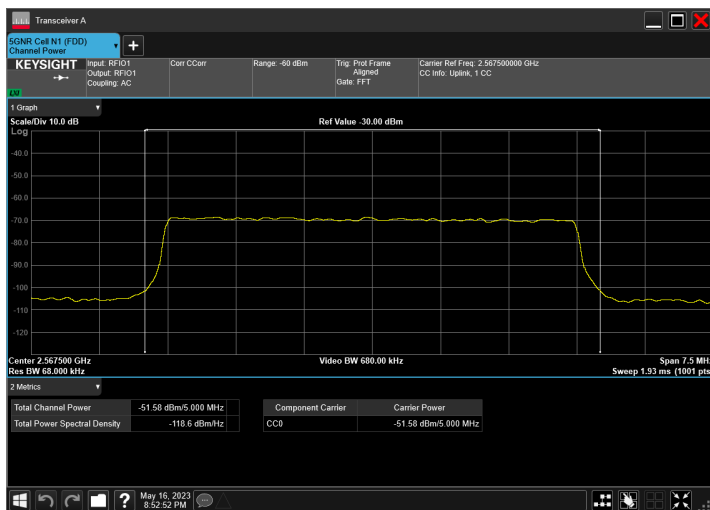 Transceiver A
5GNR Cell N1 (FDD)
Channel Power
KEYSIGHT
Input: RFIO1
Output: RFIO1
Coupling: AC
Corr CCorr
Range: -60 dBm
Trig: Prot Frame
Aligned
Gate: FFT
Carrier Ref Freq: 2.567500000 GHz
CC Info: Uplink, 1 CC
LXI
1 Graph
Scale/Div 10.0 dB
Ref Value -30.00 dBm
Log
-40.0
-50.0
-60.0
-70.0
-80.0
-90.0
-100
-110
-120
Center 2.567500 GHz
Video BW 680.00 kHz
Span 7.5 MHz
Res BW 68.000 kHz
Sweep 1.93 ms (1001 pts
2 Metrics
Total Channel Power -51.58 dBm/5.000 MHz
Total Power Spectral Density -118.6 dBm/Hz
Component Carrier Carrier Power
CC0 -51.58 dBm/5.000 MHz
?
May 16, 2023
8:52:52 PM